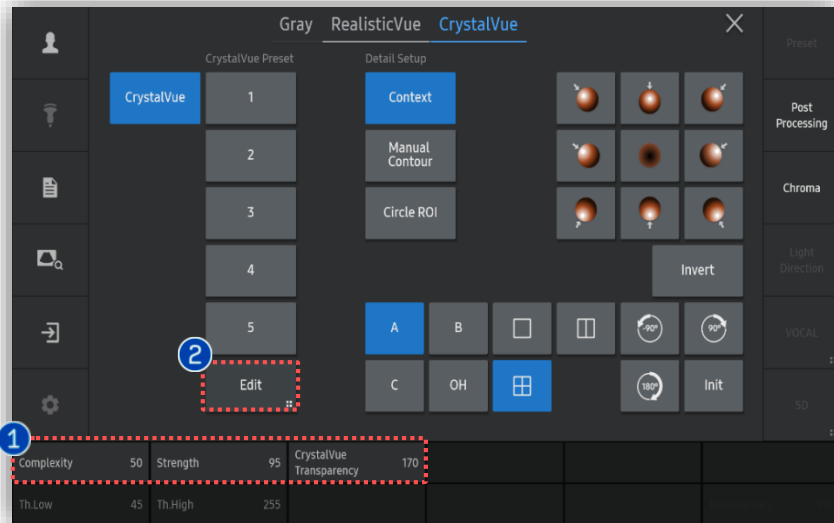 Gray RealisticVue CrystalVue
CrystalVue Preset
Detail Setup
Preset
CrystalVue
1
Context
Post
Processing
2
Manual
Contour
3
Circle ROI
Chroma
4
Invert
Light
Direction
5
A
B
-90°
90°
VOCAL
2
Edit
C
OH
180°
Init
SD
1
Complexity 50
Strength 95
CrystalVue
Transparency 170
Th.Low 45
Th.High 255